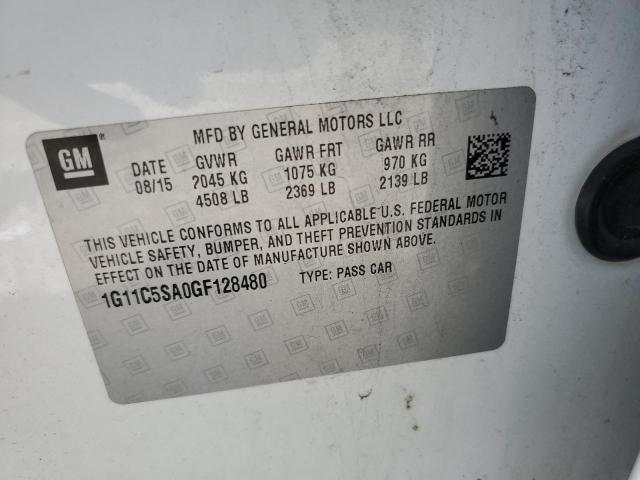 GM
MFD BY GENERAL MOTORS LLC
DATE GVWR GAWR FRT GAWR RR
08/15 2045 KG 1075 KG 970 KG
4508 LB 2369 LB 2139 LB
THIS VEHICLE CONFORMS TO ALL APPLICABLE U.S. FEDERAL MOTOR
VEHICLE SAFETY, BUMPER, AND THEFT PREVENTION STANDARDS IN
EFFECT ON THE DATE OF MANUFACTURE SHOWN ABOVE.
1G11C5SA0GF128480 TYPE: PASS CAR